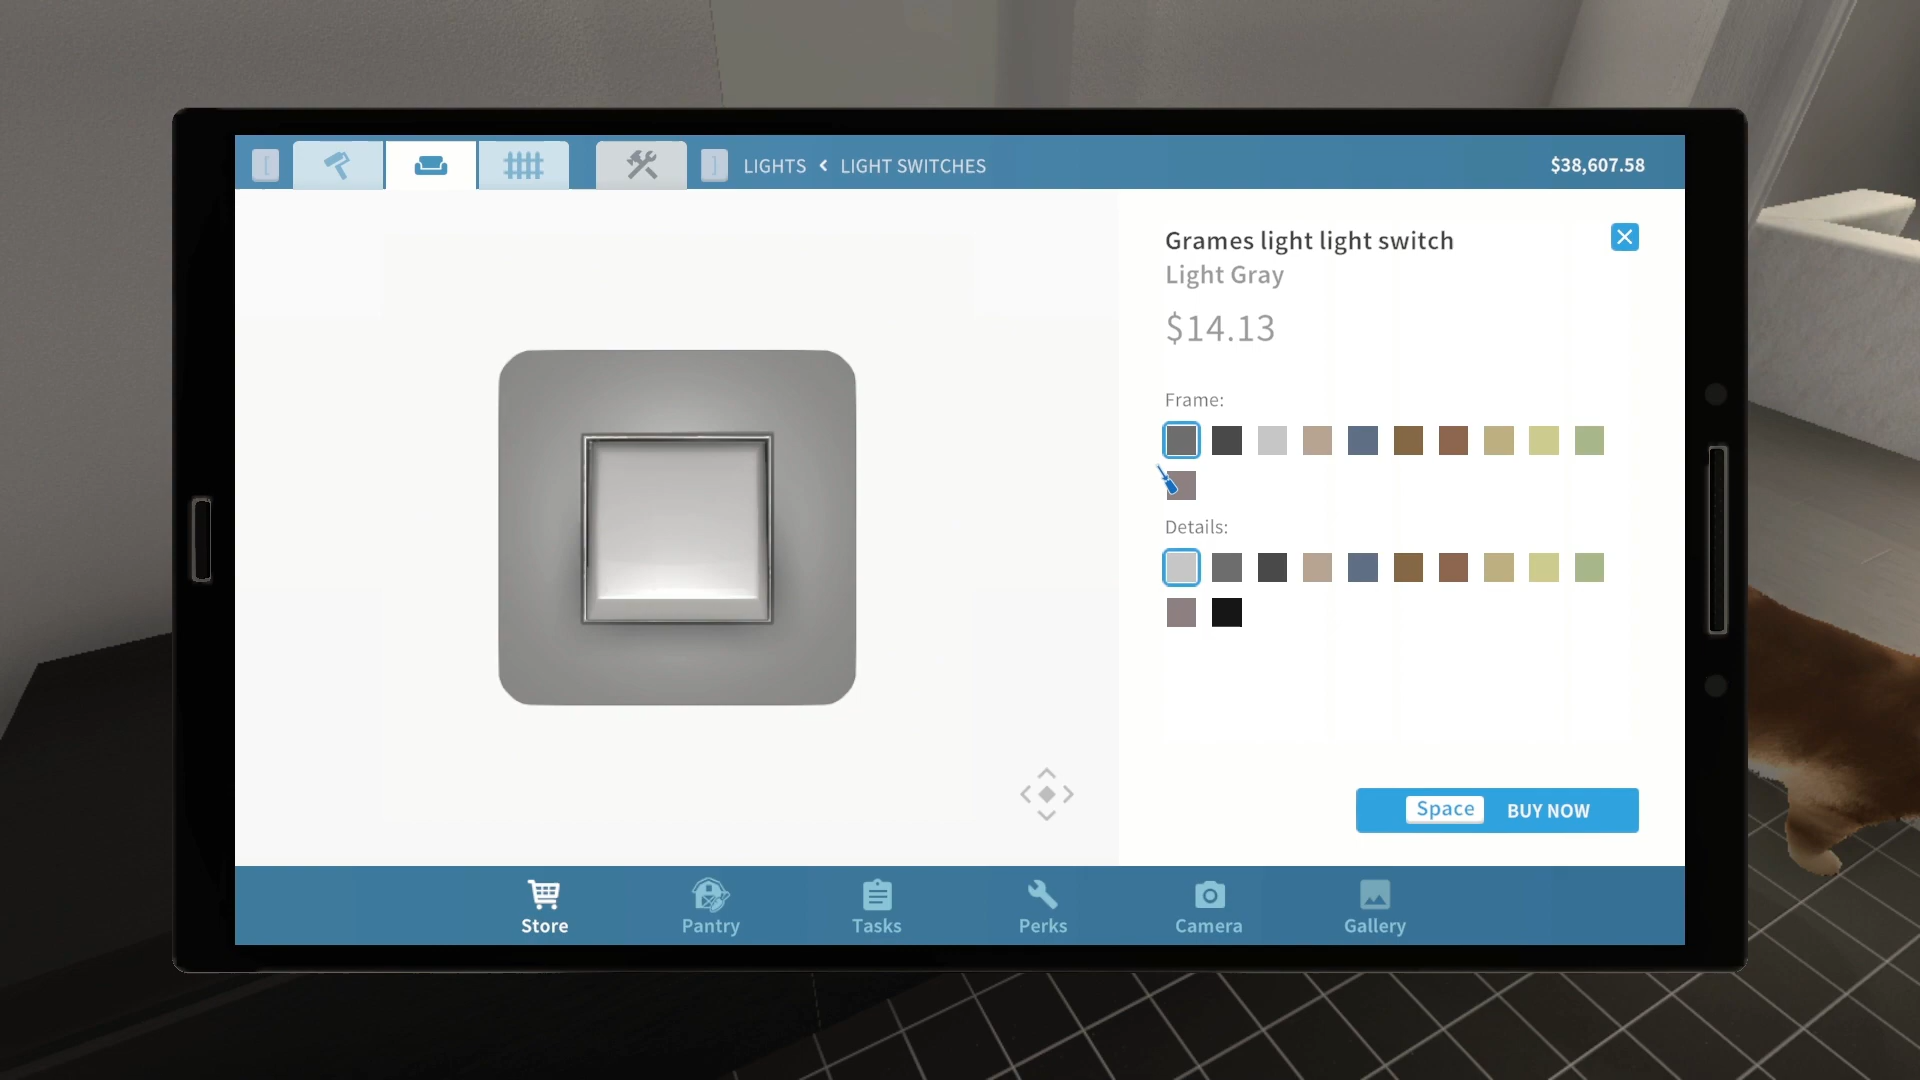 [
]
LIGHTS < LIGHT SWITCHES
$38,607.58
Grames light light switch
Light Gray
$14.13
Frame:
Details:
Space BUY NOW
Store
Pantry
Tasks
Perks
Camera
Gallery